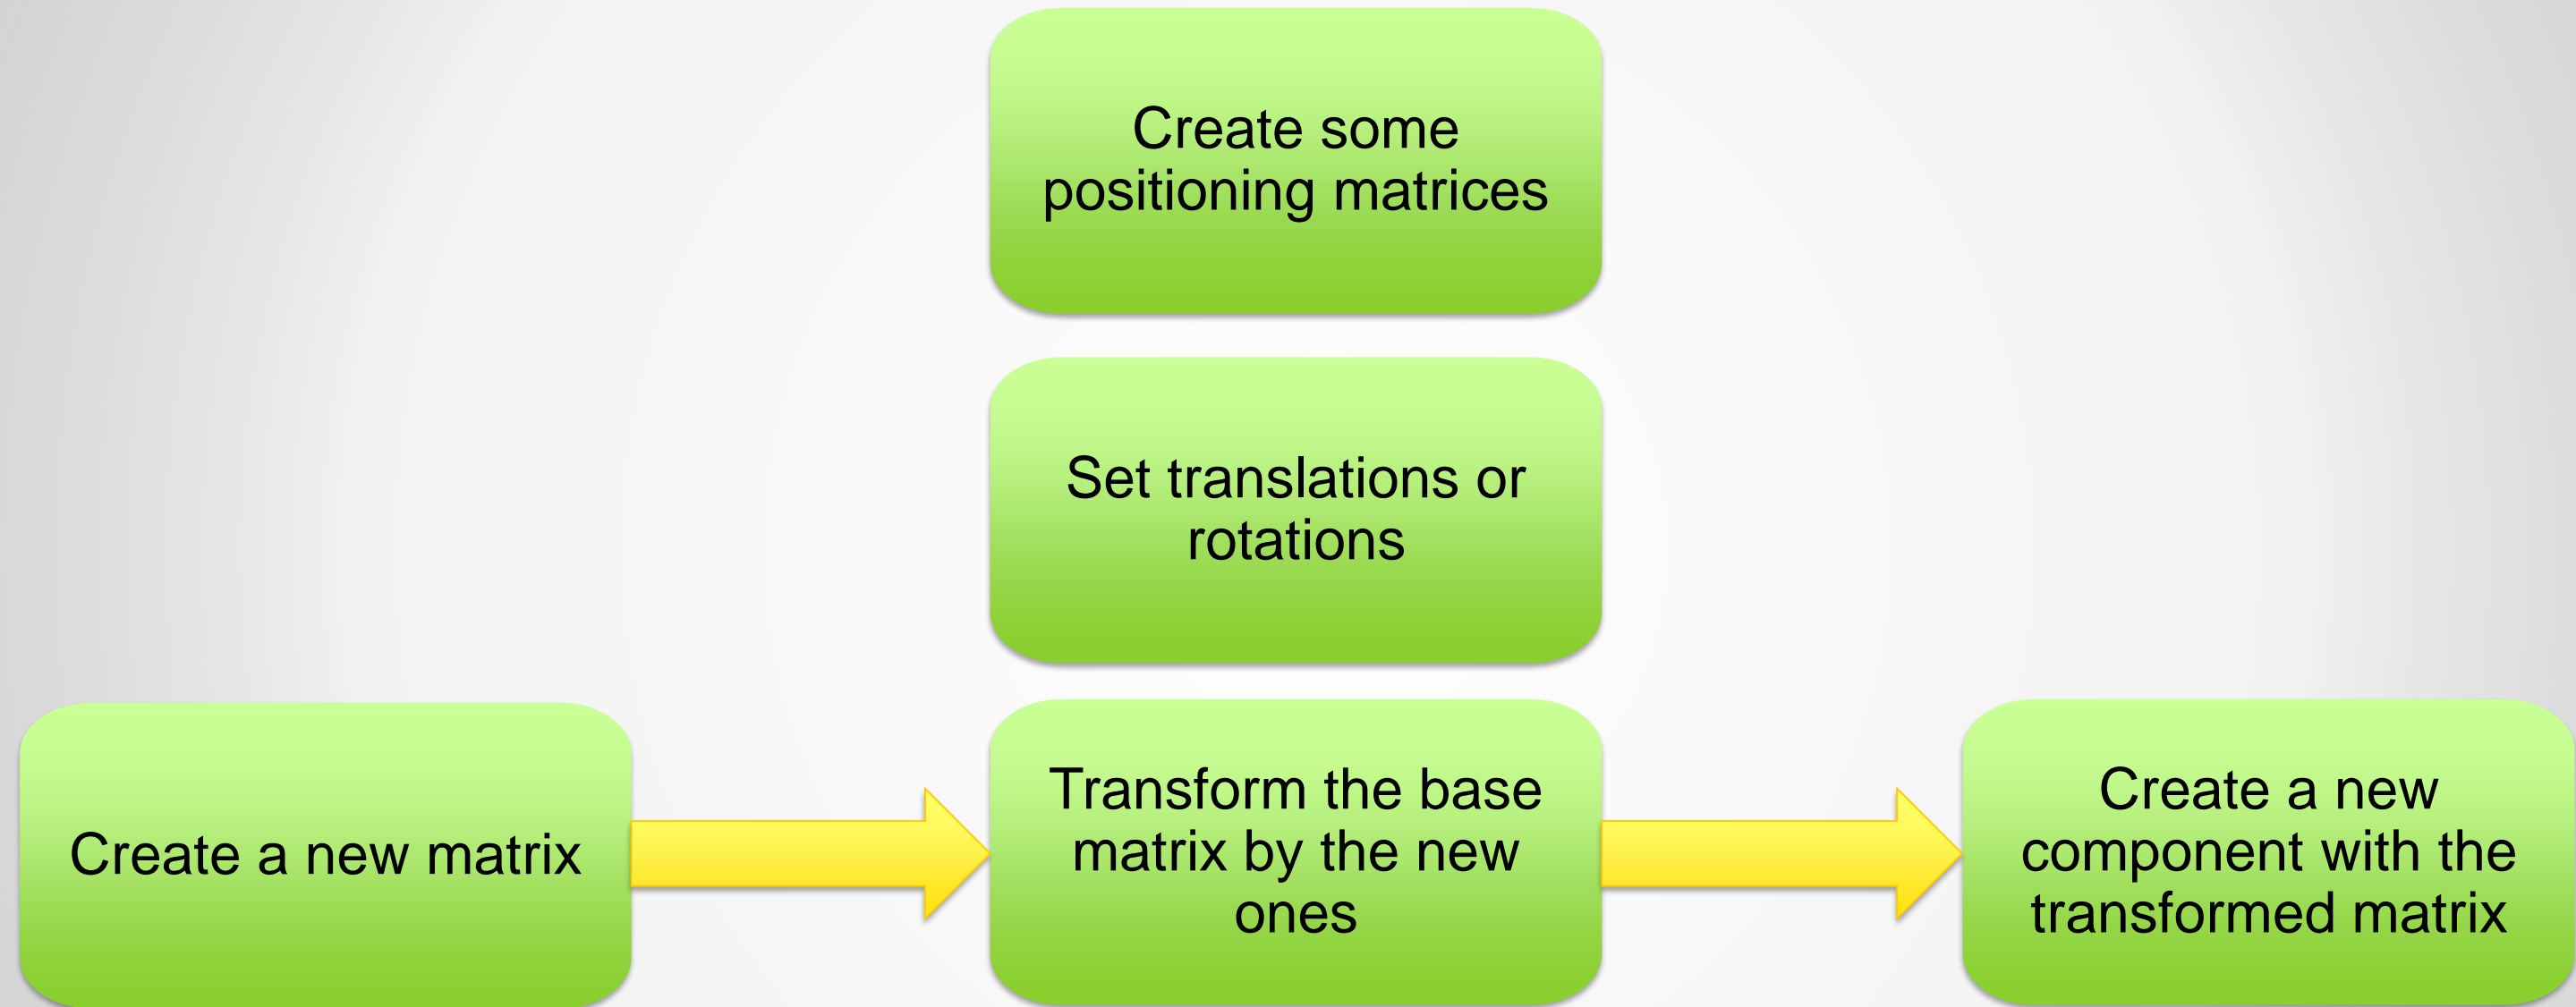 Create some
positioning matrices
Set translations or
rotations
Create a new matrix
Transform the base
matrix by the new
ones
Create a new
component with the
transformed matrix